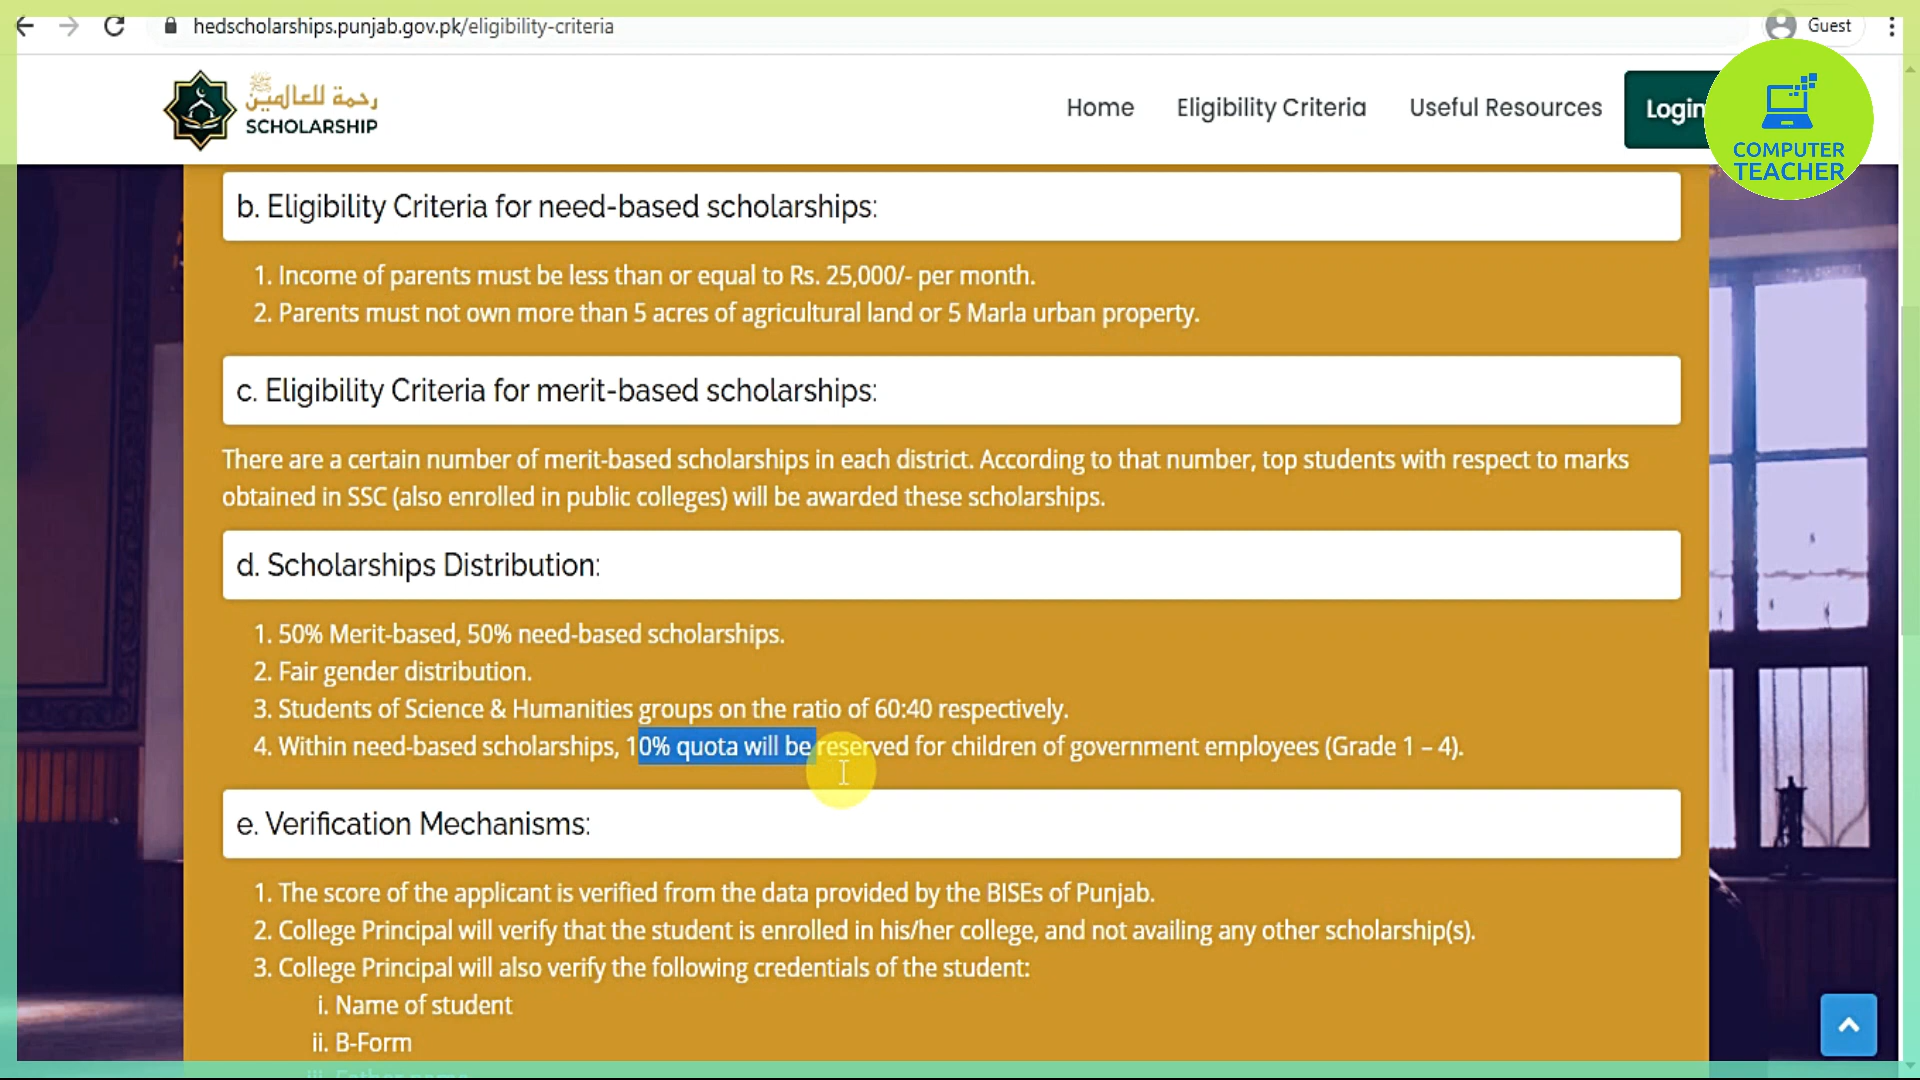 hedscholarships.punjab.gov.pk/eligibility-criteria
Guest
رحمة للعالمين ﷺ
SCHOLARSHIP
Home
Eligibility Criteria
Useful Resources
Login
COMPUTER
TEACHER
b. Eligibility Criteria for need-based scholarships:
1. Income of parents must be less than or equal to Rs. 25,000/- per month.
2. Parents must not own more than 5 acres of agricultural land or 5 Marla urban property.
c. Eligibility Criteria for merit-based scholarships:
There are a certain number of merit-based scholarships in each district. According to that number, top students with respect to marks
obtained in SSC (also enrolled in public colleges) will be awarded these scholarships.
d. Scholarships Distribution:
1. 50% Merit-based, 50% need-based scholarships.
2. Fair gender distribution.
3. Students of Science & Humanities groups on the ratio of 60:40 respectively.
4. Within need-based scholarships, 10% quota will be reserved for children of government employees (Grade 1 – 4).
e. Verification Mechanisms:
1. The score of the applicant is verified from the data provided by the BISEs of Punjab.
2. College Principal will verify that the student is enrolled in his/her college, and not availing any other scholarship(s).
3. College Principal will also verify the following credentials of the student:
i. Name of student
ii. B-Form